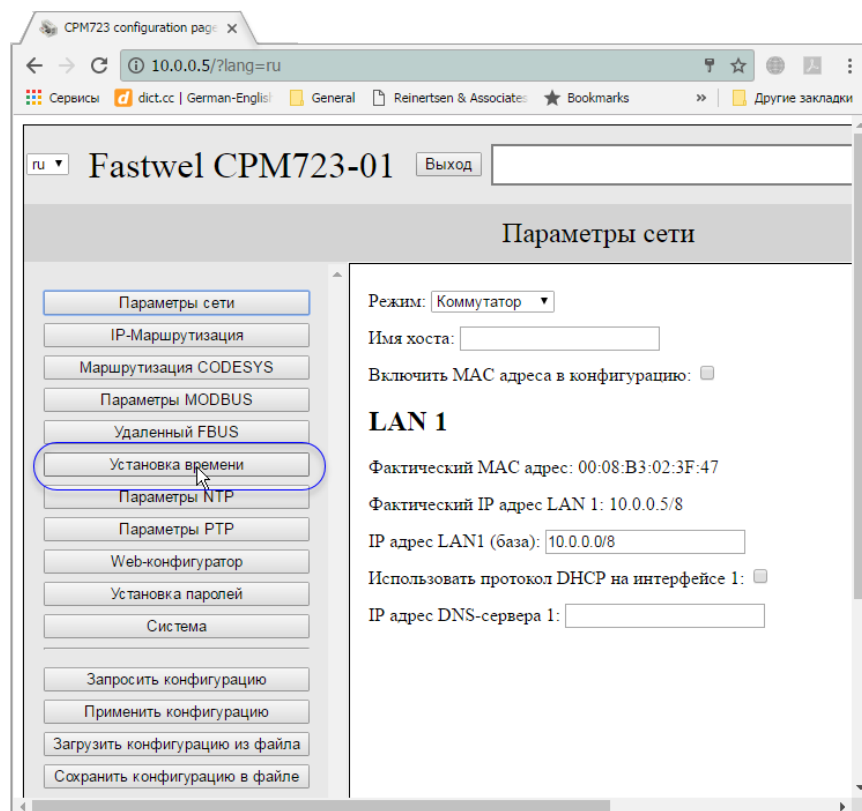 CPM723 configuration page
10.0.0.5/?lang=ru
Сервисы dict.cc | German-English General Reinertsen & Associates Bookmarks » Другие закладки
ru Fastwel CPM723-01 Выход
Параметры сети
Параметры сети
IP-Маршрутизация
Маршрутизация CODESYS
Параметры MODBUS
Удаленный FBUS
Установка времени
Параметры NTP
Параметры PTP
Web-конфигуратор
Установка паролей
Система
Запросить конфигурацию
Применить конфигурацию
Загрузить конфигурацию из файла
Сохранить конфигурацию в файле
Режим: Коммутатор
Имя хоста:
Включить MAC адреса в конфигурацию:
LAN 1
Фактический MAC адрес: 00:08:B3:02:3F:47
Фактический IP адрес LAN 1: 10.0.0.5/8
IP адрес LAN1 (база): 10.0.0.0/8
Использовать протокол DHCP на интерфейсе 1:
IP адрес DNS-сервера 1: